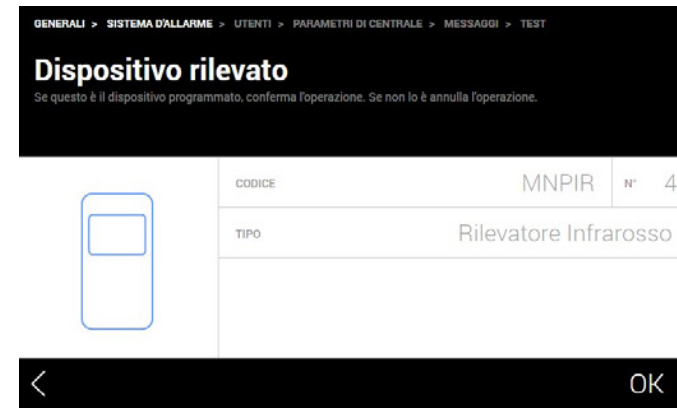 GENERALI > SISTEMA D'ALLARME > UTENTI > PARAMETRI DI CENTRALE > MESSAGGI > TEST
Dispositivo rilevato
Se questo è il dispositivo programmato, conferma l'operazione. Se non lo è annulla l'operazione.
CODICE MNPIR N° 4
TIPO Rilevatore Infrarosso
< OK